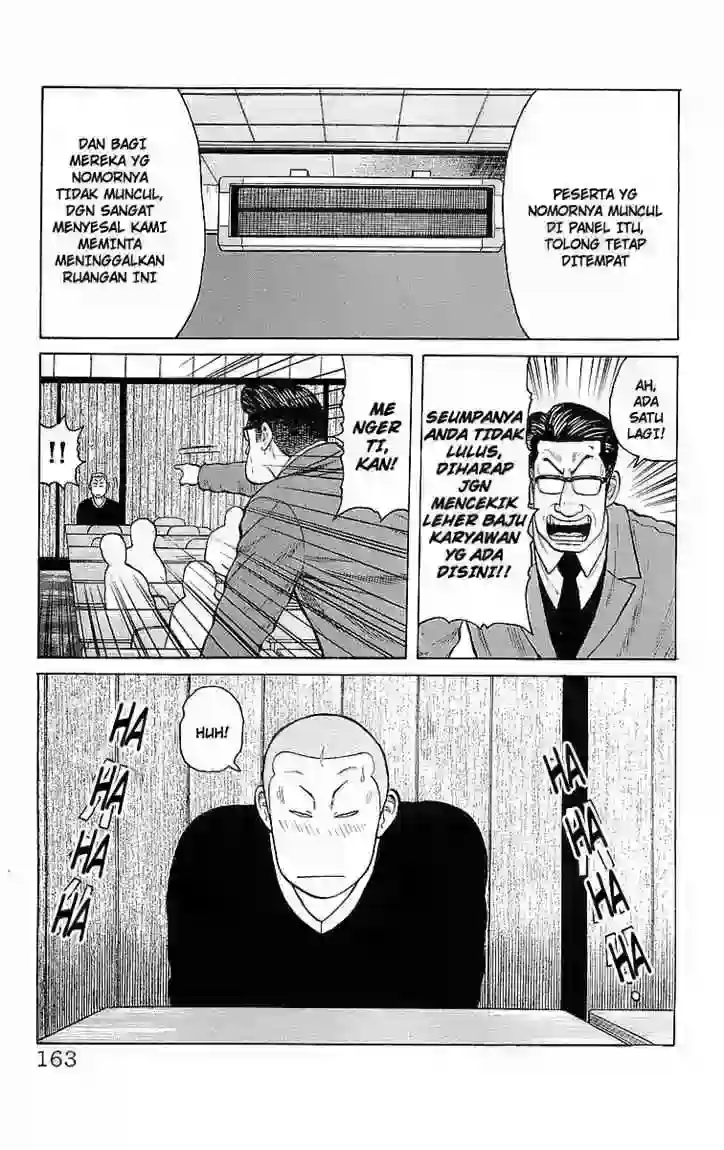 PESERTA YG
NOMORNYA MUNCUL
DI PANEL ITU,
TOLONG TETAP
DITEMPAT
DAN BAGI
MEREKA YG
NOMORNYA
TIDAK MUNCUL,
DGN SANGAT
MENYESAL KAMI
MEMINTA
MENINGGALKAN
RUANGAN INI
AH,
ADA
SATU
LAGI!
SEUMPANYA
ANDA TIDAK
LULUS,
DIHARAP
JGN
MENCEKIK
LEHER BAJU
KARYAWAN
YG ADA
DISINI!!
ME
NGER
TI,
KAN!
!!
HUH!
HA
HA
HA
HA
HA
HA
HA
HA
163